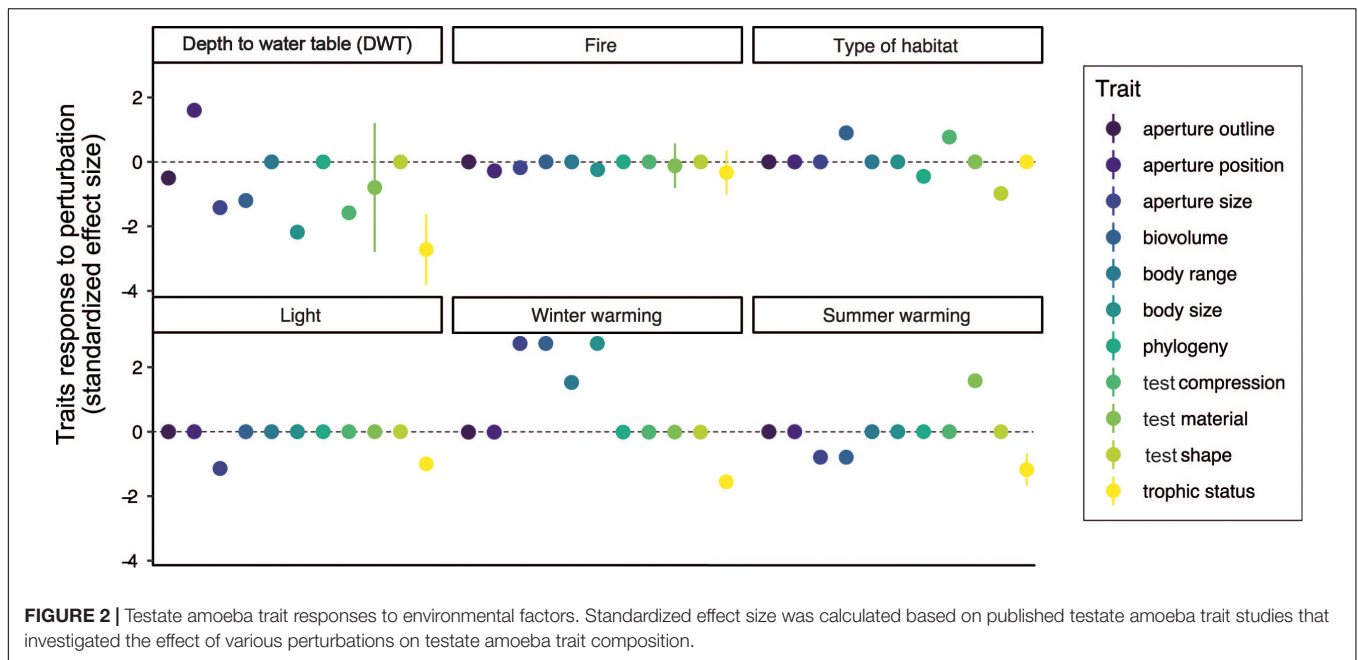 Depth to water table (DWT)
Fire
Type of habitat
Traits response to perturbation
(standardized effect size)
2
0
-2
-4
Light
Winter warming
Summer warming
2
0
-2
-4
Trait
aperture outline
aperture position
aperture size
biovolume
body range
body size
phylogeny
test compression
test material
test shape
trophic status
FIGURE 2 | Testate amoeba trait responses to environmental factors. Standardized effect size was calculated based on published testate amoeba trait studies that
investigated the effect of various perturbations on testate amoeba trait composition.